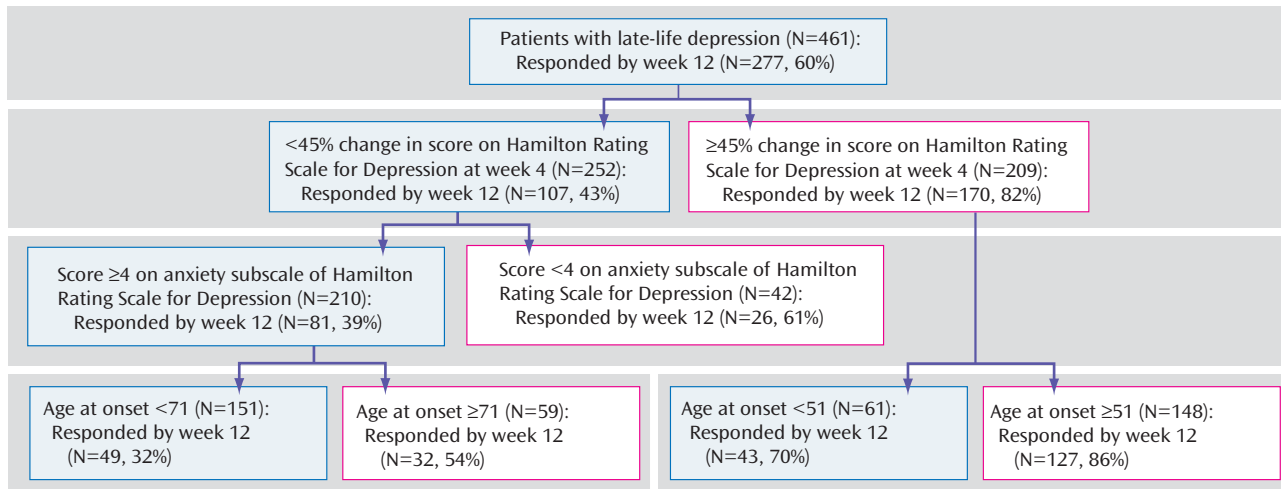 Patients with late-life depression (N=461):
Responded by week 12 (N=277, 60%)
<45% change in score on Hamilton Rating
Scale for Depression at week 4 (N=252):
Responded by week 12 (N=107, 43%)
≥45% change in score on Hamilton Rating
Scale for Depression at week 4 (N=209):
Responded by week 12 (N=170, 82%)
Score ≥4 on anxiety subscale of Hamilton
Rating Scale for Depression (N=210):
Responded by week 12 (N=81, 39%)
Score <4 on anxiety subscale of Hamilton
Rating Scale for Depression (N=42):
Responded by week 12 (N=26, 61%)
Age at onset <71 (N=151):
Responded by week 12
(N=49, 32%)
Age at onset ≥71 (N=59):
Responded by week 12
(N=32, 54%)
Age at onset <51 (N=61):
Responded by week 12
(N=43, 70%)
Age at onset ≥51 (N=148):
Responded by week 12
(N=127, 86%)